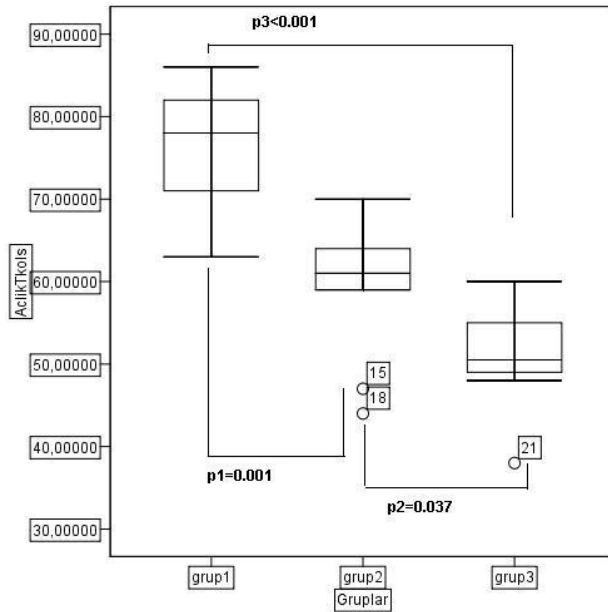 p3<0.001
90,00000
80,00000
70,00000
60,00000
50,00000
40,00000
30,00000
AclikTkols
15
18
21
p1=0.001
p2=0.037
grup1
grup2
grup3
Gruplar